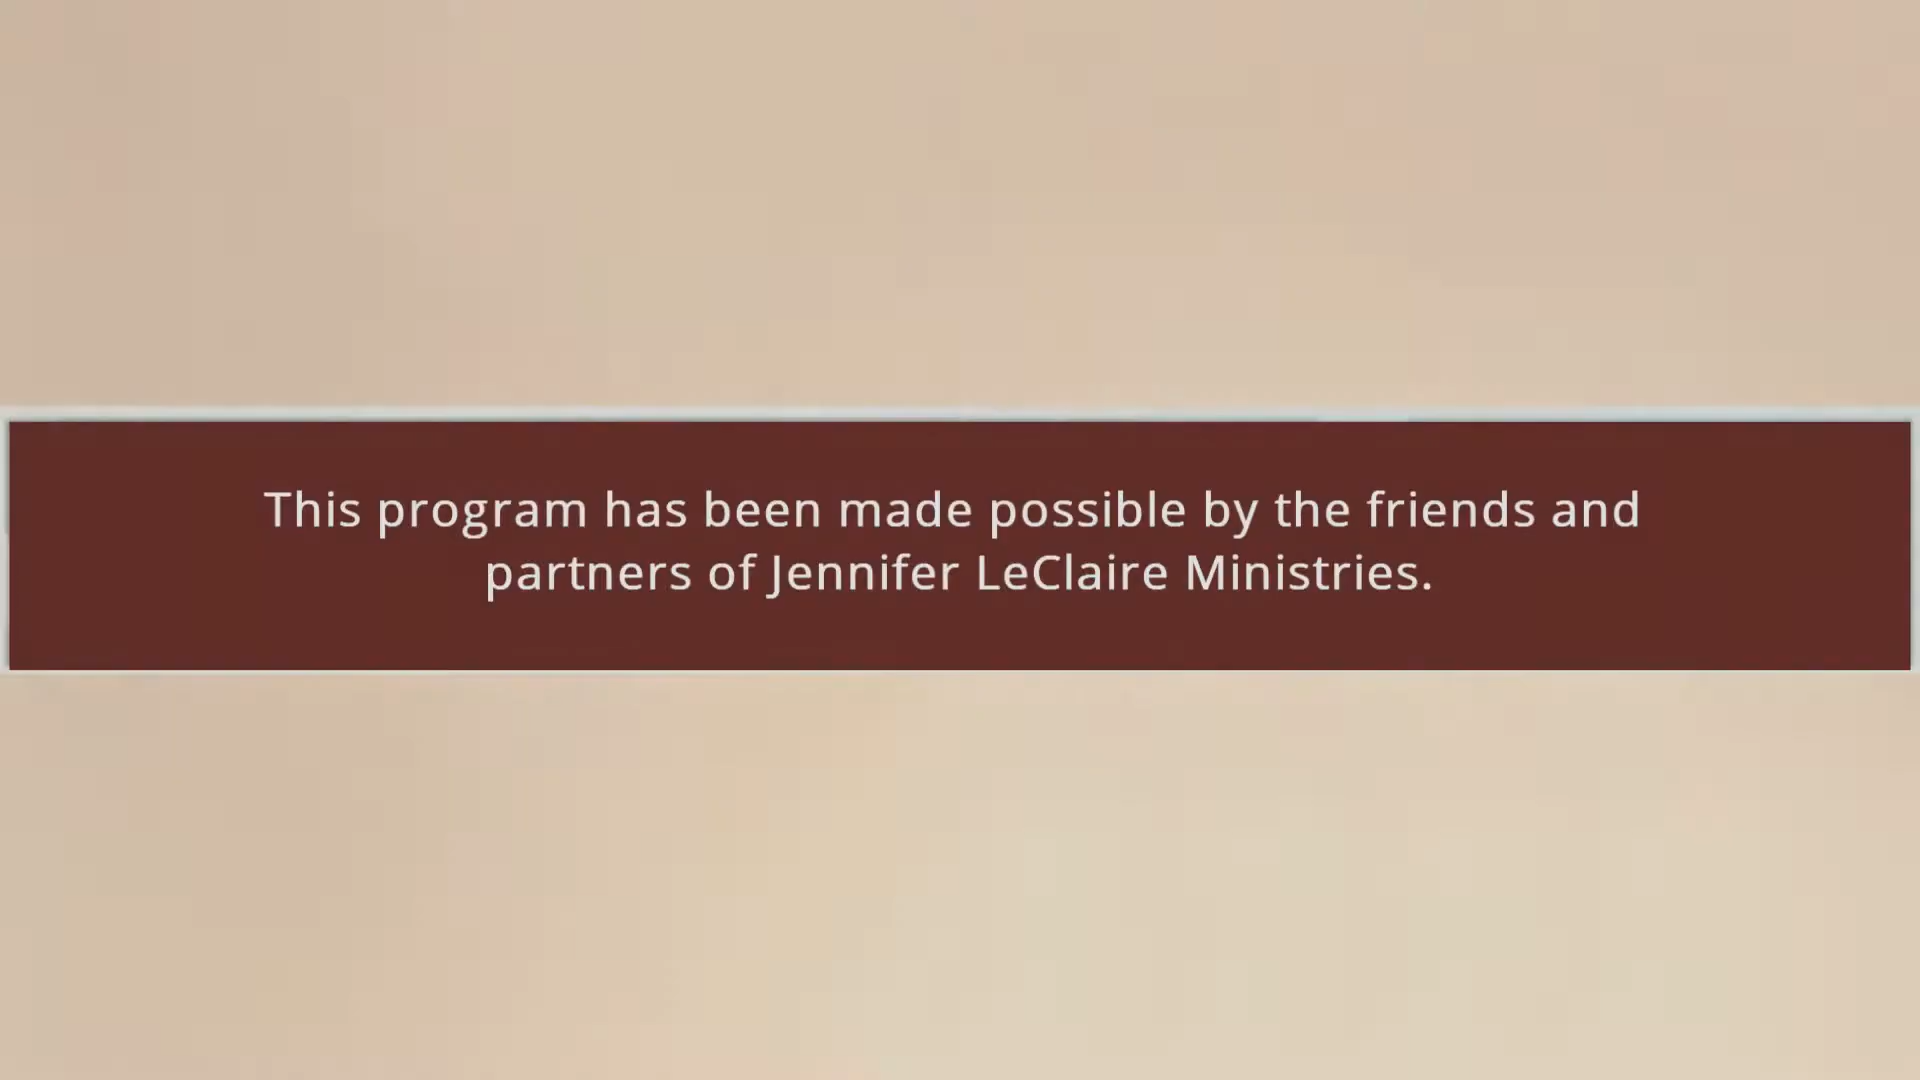 This program has been made possible by the friends and
partners of Jennifer LeClaire Ministries.